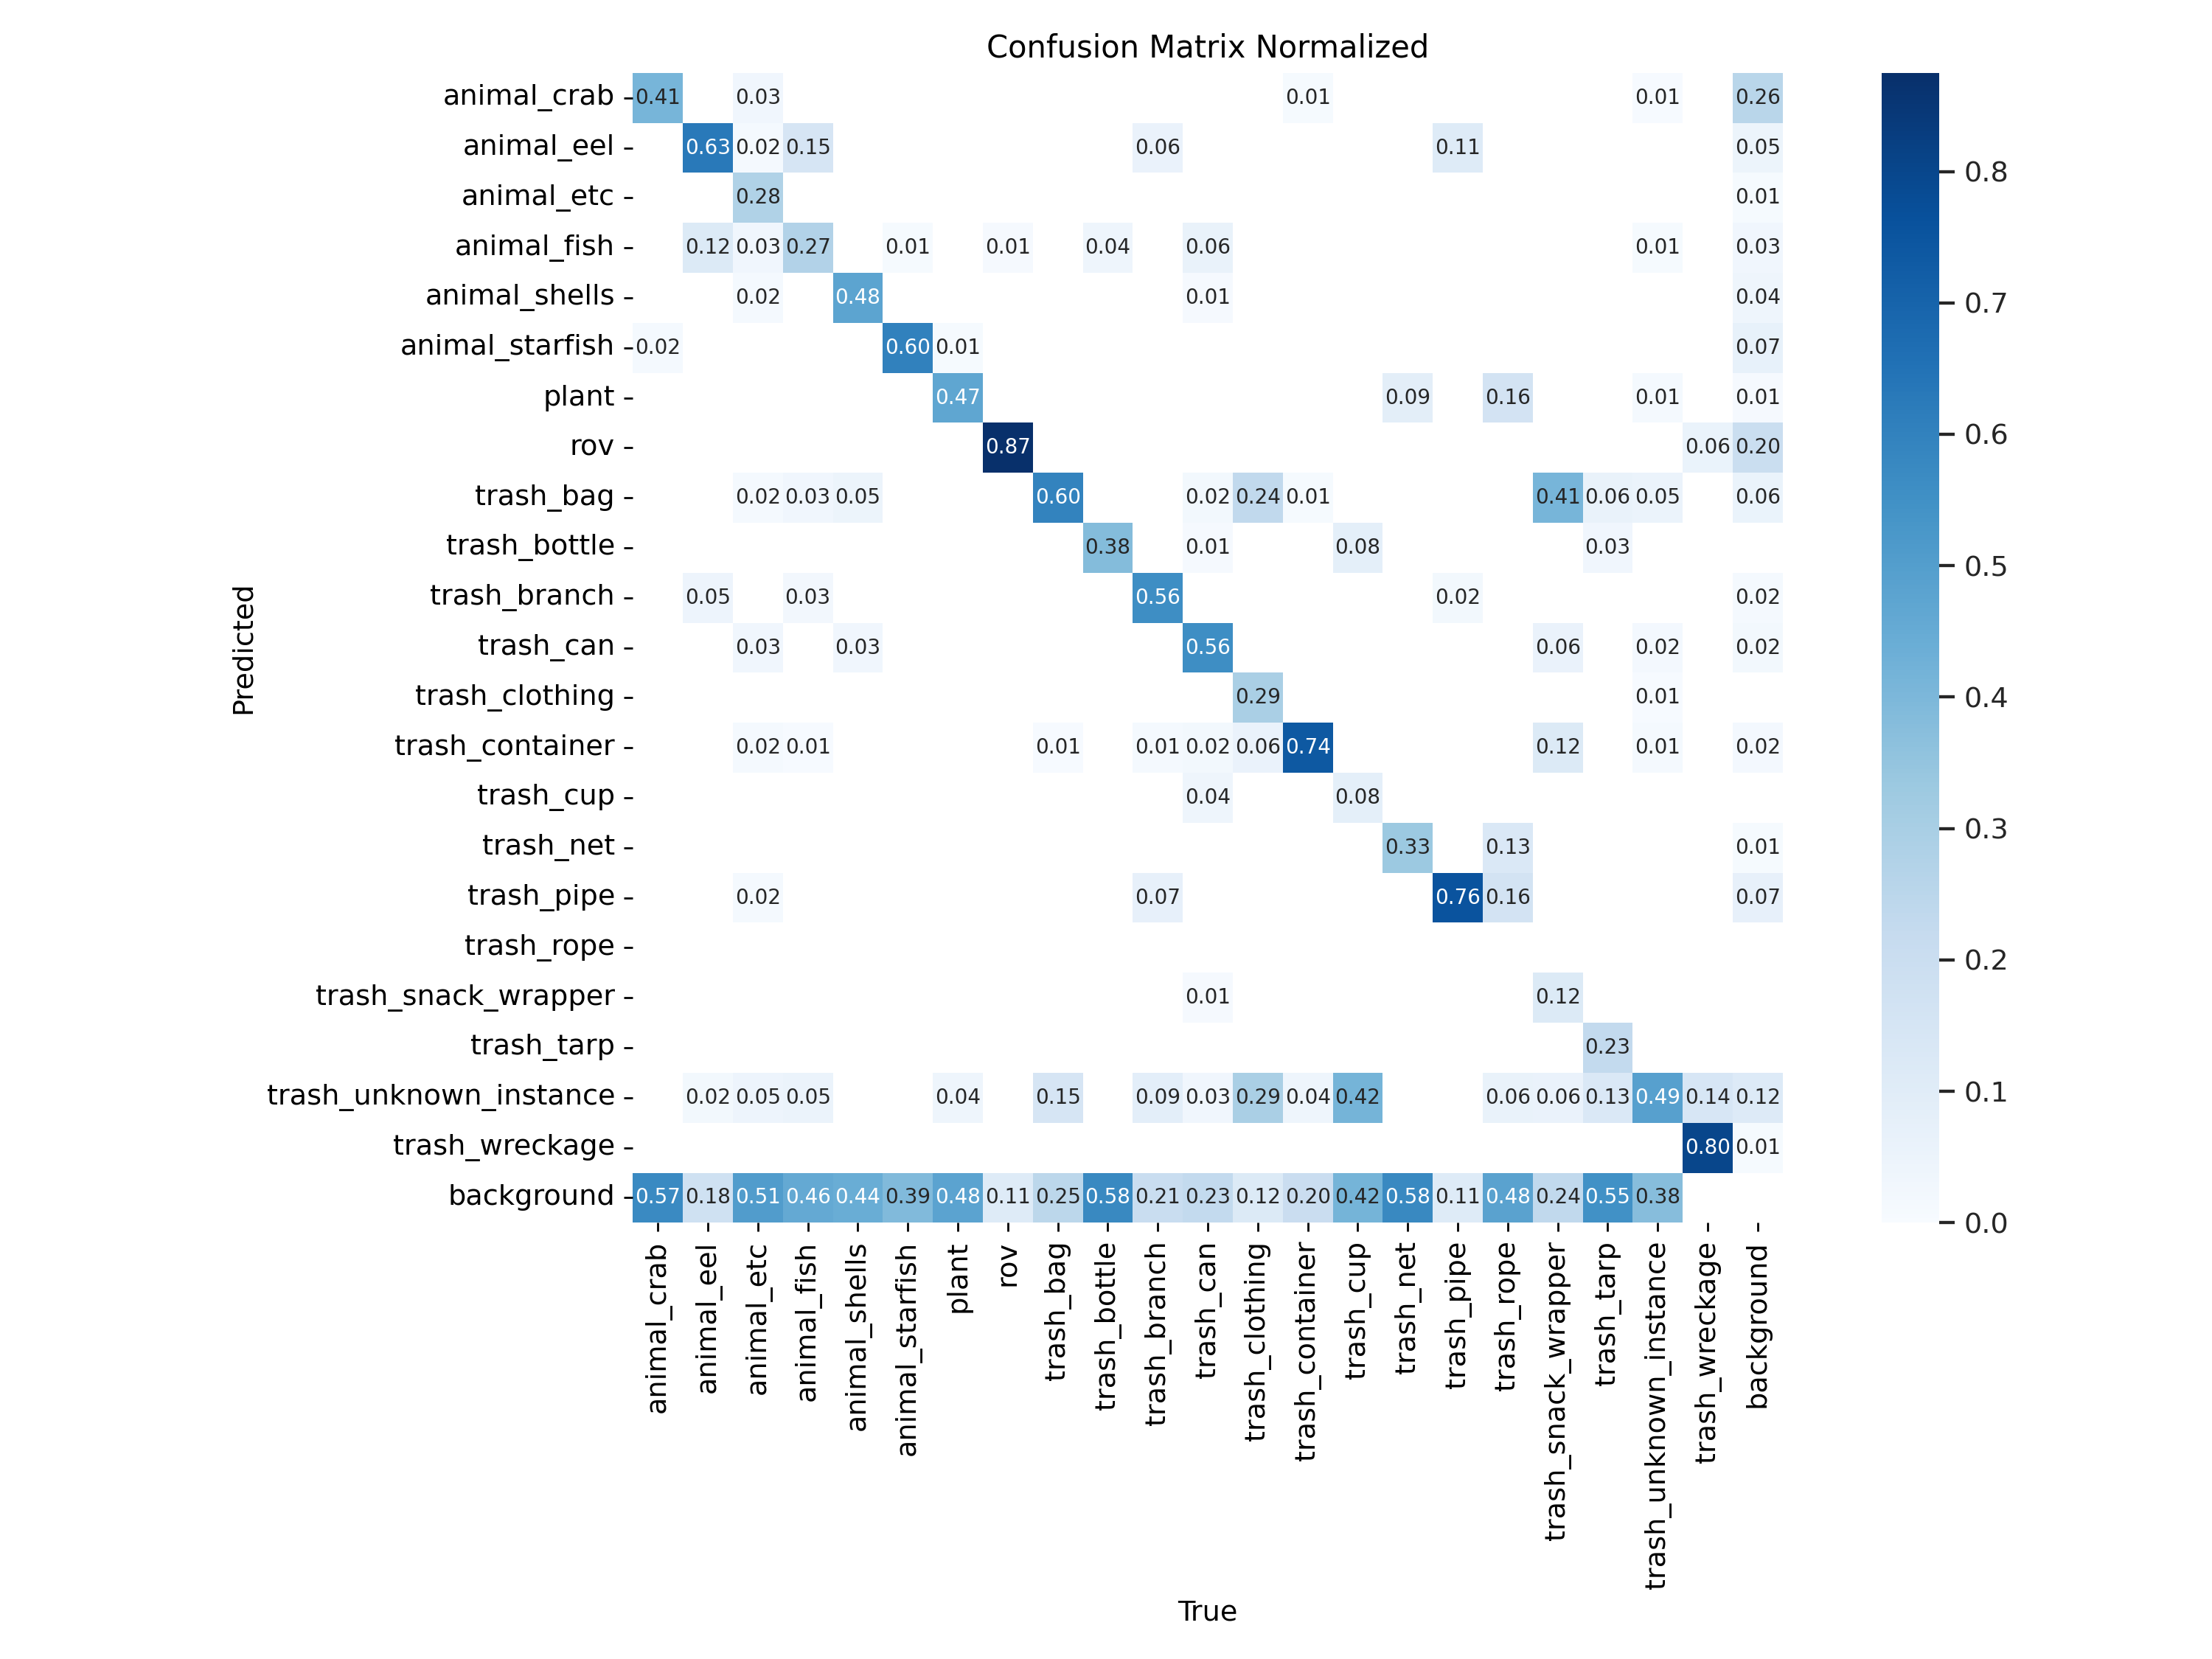 Confusion Matrix Normalized
animal_crab 0.41 0.03 0.01 0.01 0.26
animal_eel 0.63 0.02 0.15 0.06 0.11 0.05
animal_etc 0.28 0.01
animal_fish 0.12 0.03 0.27 0.01 0.01 0.04 0.06 0.01 0.03
animal_shells 0.02 0.48 0.01 0.04
animal_starfish 0.02 0.60 0.01 0.07
plant 0.47 0.09 0.16 0.01 0.01
rov 0.87 0.06 0.20
trash_bag 0.02 0.03 0.05 0.60 0.02 0.24 0.01 0.41 0.06 0.05 0.06
trash_bottle 0.38 0.01 0.08 0.03
trash_branch 0.05 0.03 0.56 0.02 0.02
trash_can 0.03 0.03 0.56 0.06 0.02 0.02
trash_clothing 0.29 0.01
trash_container 0.02 0.01 0.01 0.01 0.02 0.06 0.74 0.12 0.01 0.02
trash_cup 0.04 0.08
trash_net 0.33 0.13 0.01
trash_pipe 0.02 0.07 0.76 0.16 0.07
trash_rope
trash_snack_wrapper 0.01 0.12
trash_tarp 0.23
trash_unknown_instance 0.02 0.05 0.05 0.04 0.15 0.09 0.03 0.29 0.04 0.42 0.06 0.06 0.13 0.49 0.14 0.12
trash_wreckage 0.80 0.01
background 0.57 0.18 0.51 0.46 0.44 0.39 0.48 0.11 0.25 0.58 0.21 0.23 0.12 0.20 0.42 0.58 0.11 0.48 0.24 0.55 0.38
Predicted
animal_crab
animal_eel
animal_etc
animal_fish
animal_shells
animal_starfish
plant
rov
trash_bag
trash_bottle
trash_branch
trash_can
trash_clothing
trash_container
trash_cup
trash_net
trash_pipe
trash_rope
trash_snack_wrapper
trash_tarp
trash_unknown_instance
trash_wreckage
background
True
0.8
0.7
0.6
0.5
0.4
0.3
0.2
0.1
0.0